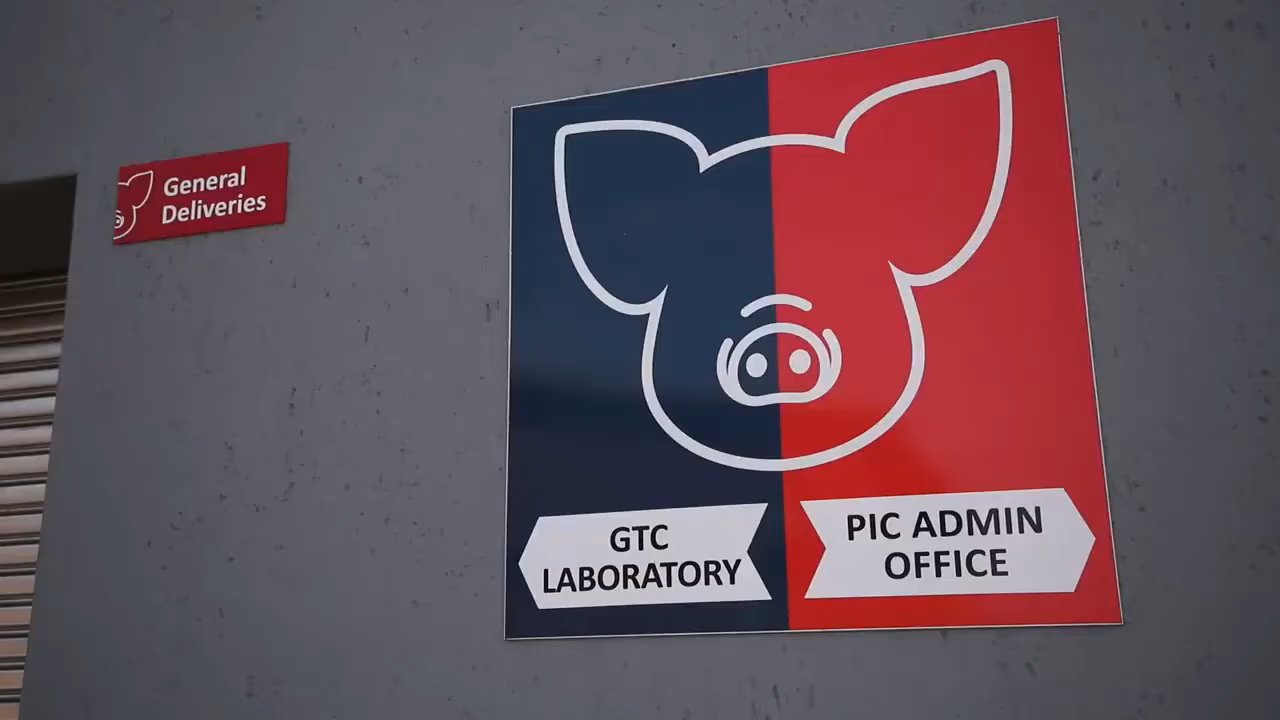 General
Deliveries
GTC
LABORATORY
PIC ADMIN
OFFICE